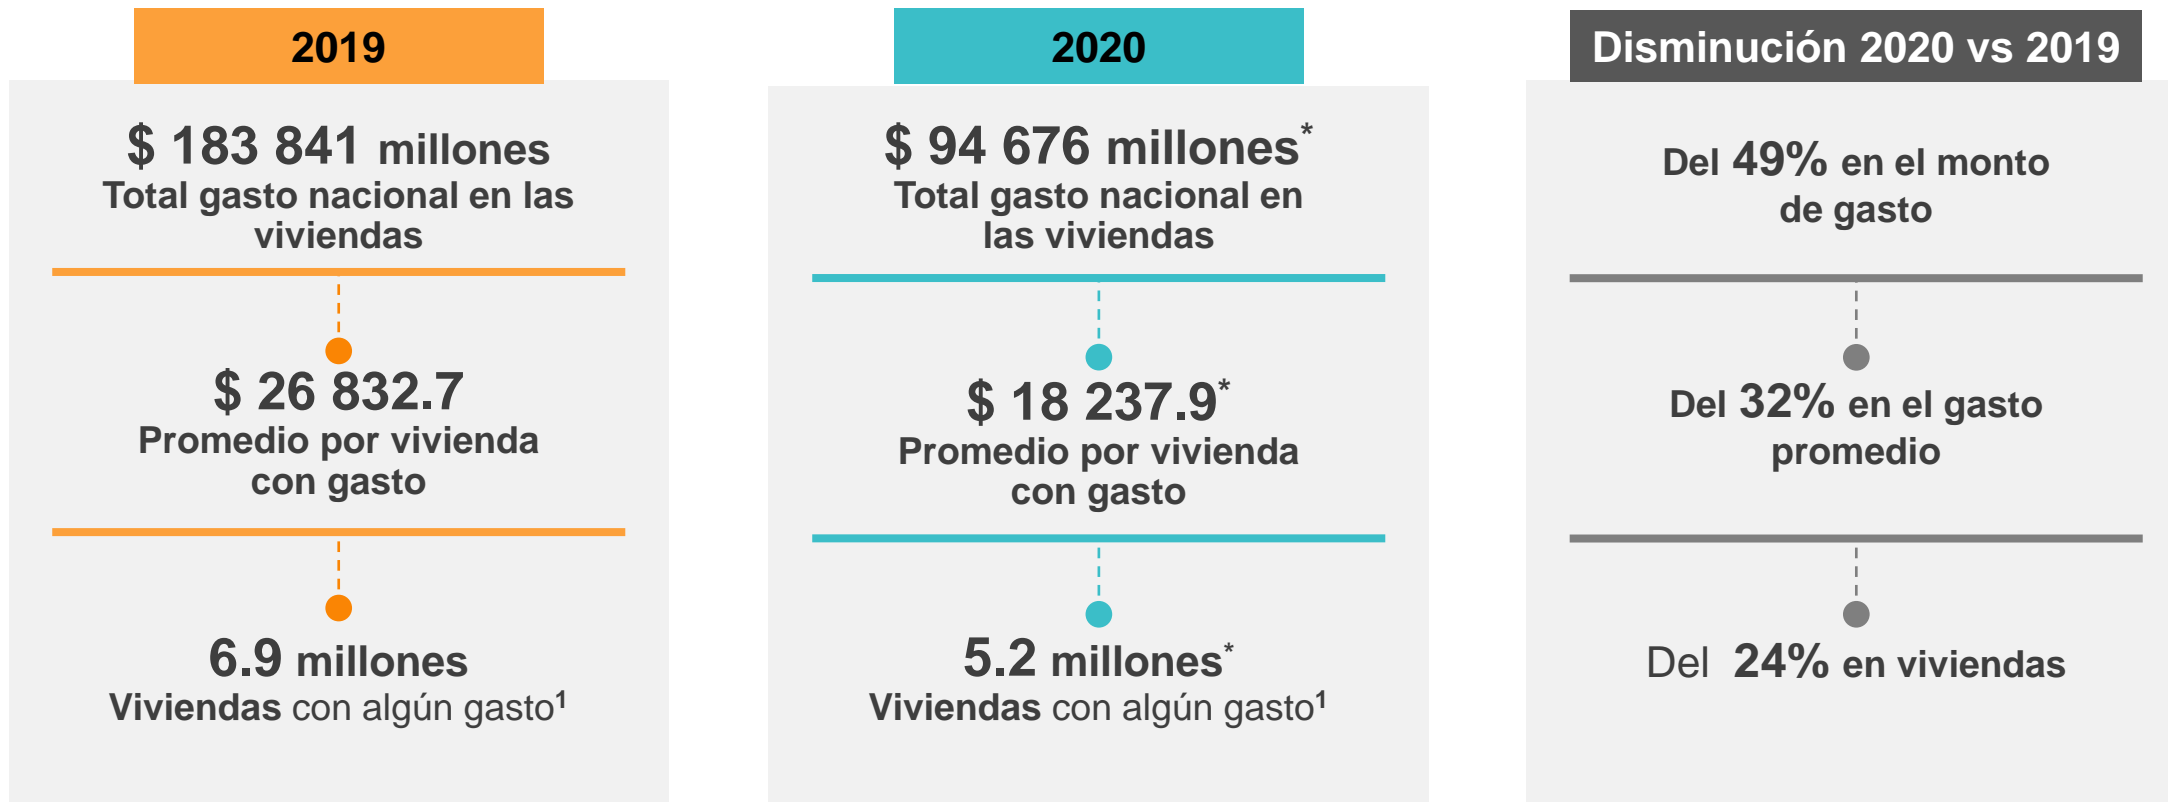 2019
$ 183 841 millones
Total gasto nacional en las
viviendas
$ 26 832.7
Promedio por vivienda
con gasto
6.9 millones
Viviendas con algún gasto¹
2020
$ 94 676 millones*
Total gasto nacional en
las viviendas
$ 18 237.9*
Promedio por vivienda
con gasto
5.2 millones*
Viviendas con algún gasto¹
Disminución 2020 vs 2019
Del 49% en el monto
de gasto
Del 32% en el gasto
promedio
Del 24% en viviendas